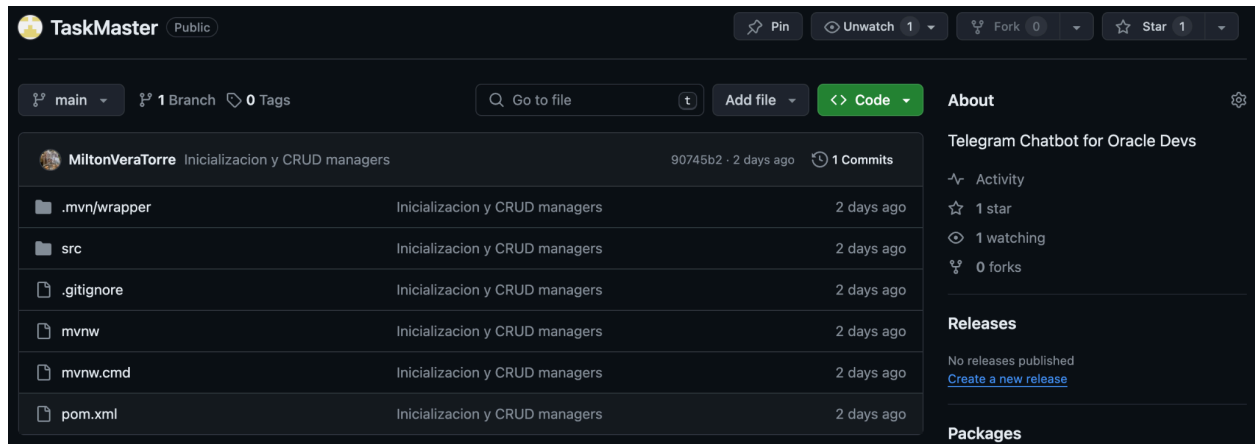 TaskMaster Public Pin Unwatch 1 Fork 0 Star 1
main 1 Branch 0 Tags Go to file t Add file Code
MiltonVeraTorre Inicializacion y CRUD managers 90745b2 · 2 days ago 1 Commits
.mvn/wrapper Inicializacion y CRUD managers 2 days ago
src Inicializacion y CRUD managers 2 days ago
.gitignore Inicializacion y CRUD managers 2 days ago
mvnw Inicializacion y CRUD managers 2 days ago
mvnw.cmd Inicializacion y CRUD managers 2 days ago
pom.xml Inicializacion y CRUD managers 2 days ago
About
Telegram Chatbot for Oracle Devs
Activity
1 star
1 watching
0 forks
Releases
No releases published
Create a new release
Packages